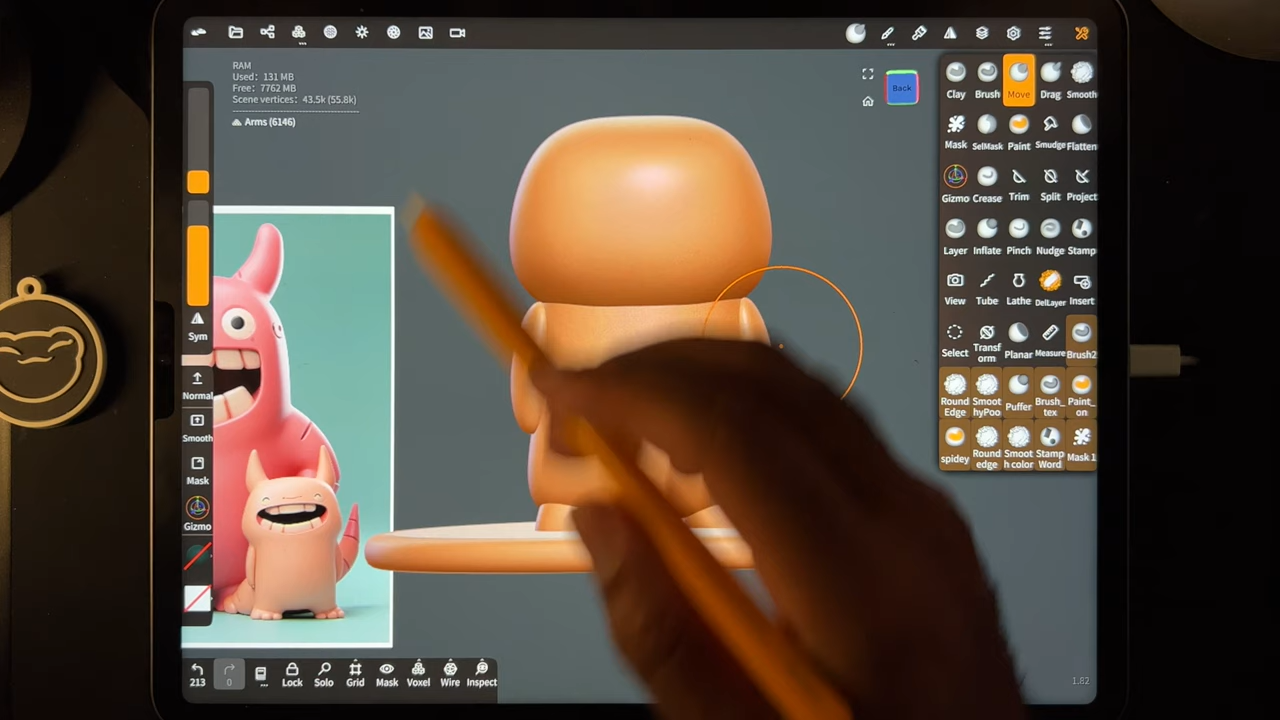 RAM
Used: 131 MB
Free: 7762 MB
Scene vertices: 43.5k (55.8k)
Arms (6146)
Back
Clay Brush Move Drag Smooth
Mask SelMask Paint Smudge Flatten
Gizmo Crease Trim Split Project
Layer Inflate Pinch Nudge Stamp
View Tube Lathe DelLayer Insert
Select Transf
orm Planar Measure Brush2
Round
Edge Smoot
hyPoo Puffer Brush_
tex Paint_
on
spidey Round
edge Smoot
h color Stamp
Word Mask 1
Sym
Normal
Smooth
Mask
Gizmo
213 0 Lock Solo Grid Mask Voxel Wire Inspect
1.82